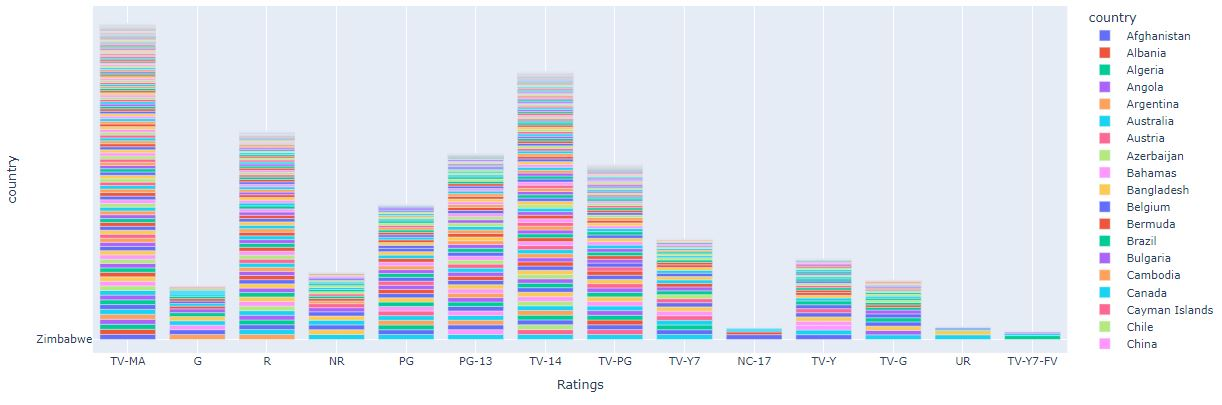 country
Zimbabwe
TV-MA G R NR PG PG-13 TV-14 TV-PG TV-Y7 NC-17 TV-Y TV-G UR TV-Y7-FV
Ratings
country
Afghanistan
Albania
Algeria
Angola
Argentina
Australia
Austria
Azerbaijan
Bahamas
Bangladesh
Belgium
Bermuda
Brazil
Bulgaria
Cambodia
Canada
Cayman Islands
Chile
China